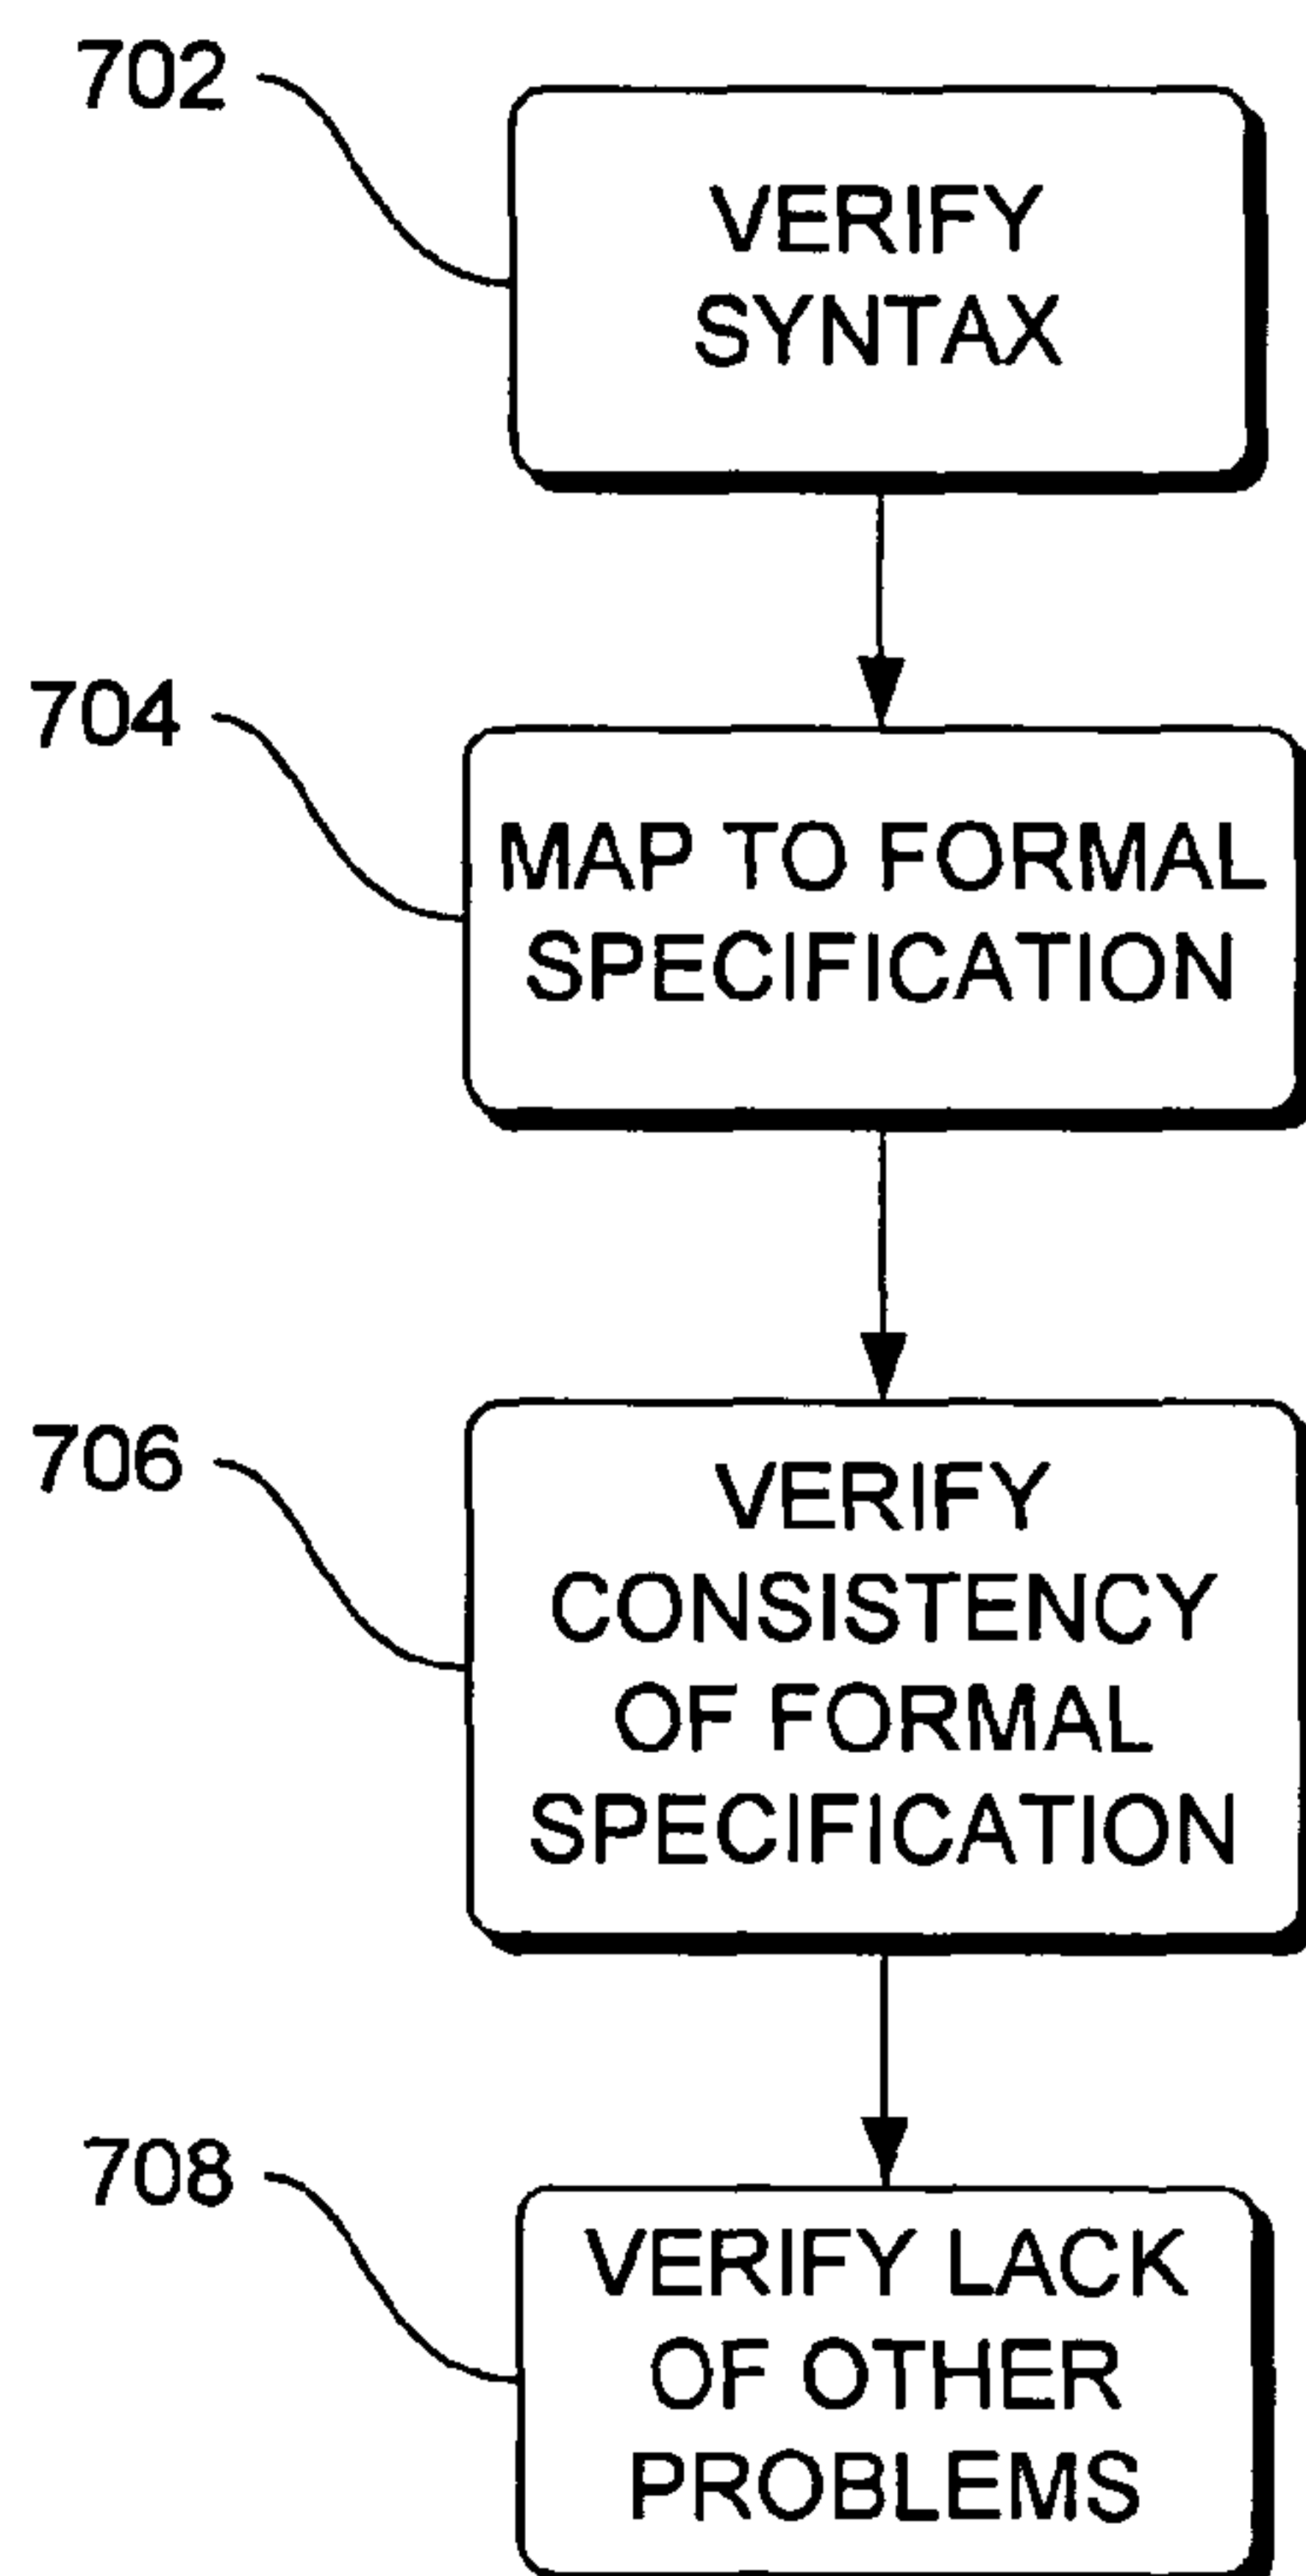 702
VERIFY
SYNTAX
704
MAP TO FORMAL
SPECIFICATION
706
VERIFY
CONSISTENCY
OF FORMAL
SPECIFICATION
708
VERIFY LACK
OF OTHER
PROBLEMS